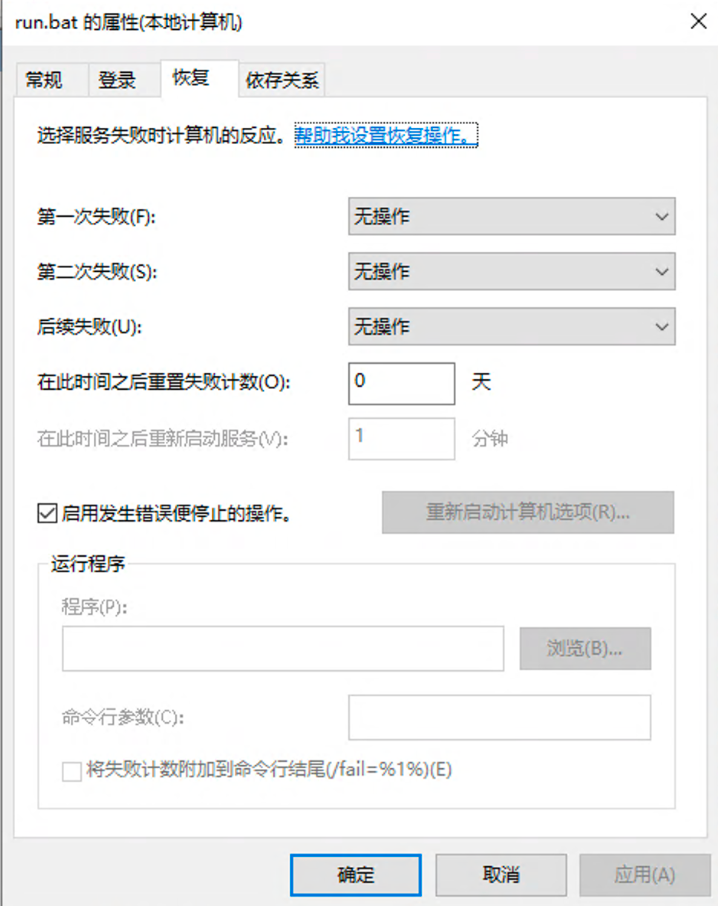 run.bat 的属性(本地计算机)
常规 登录 恢复 依存关系
选择服务失败时计算机的反应。帮助我设置恢复操作。
第一次失败(F): 无操作
第二次失败(S): 无操作
后续失败(U): 无操作
在此时间之后重置失败计数(O): 0 天
在此时间之后重新启动服务(V): 1 分钟
启用发生错误便停止的操作。 重新启动计算机选项(R)...
运行程序
程序(P):
浏览(B)...
命令行参数(C):
将失败计数附加到命令行结尾(/fail=%1%)(E)
确定 取消 应用(A)